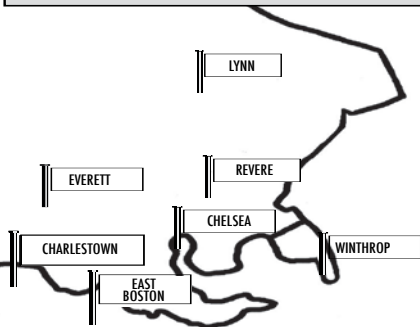 LYNN
REVERE
EVERETT
CHELSEA
CHARLESTOWN
WINTHROP
EAST
BOSTON